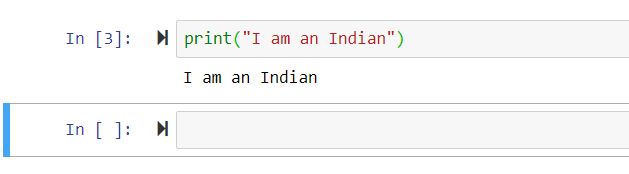 In [3]: print("I am an Indian")
I am an Indian
In [ ]: